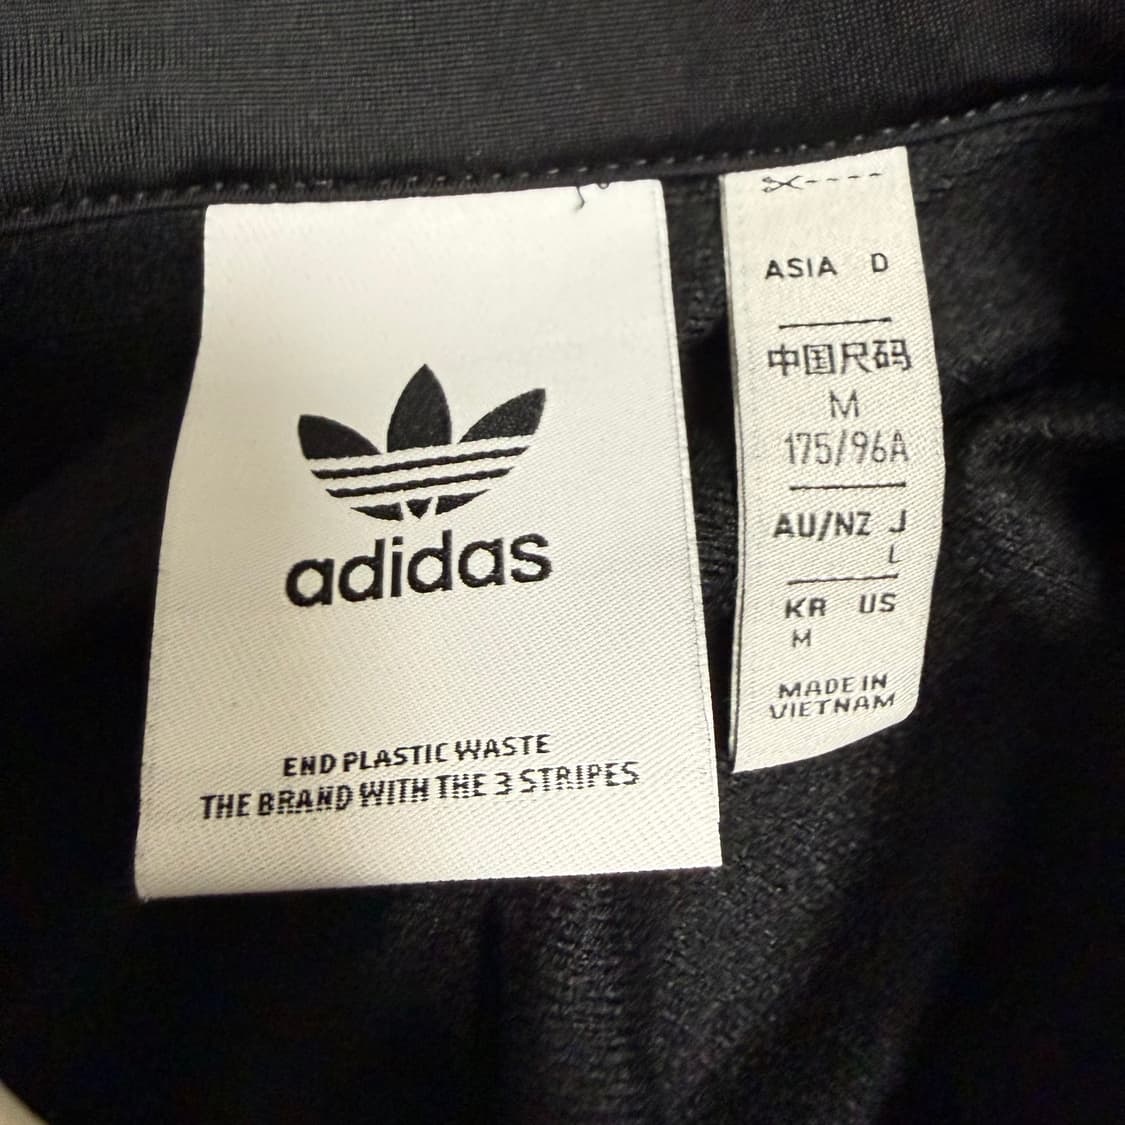 adidas
END PLASTIC WASTE
THE BRAND WITH THE 3 STRIPES
ASIA D
中国尺码
M
175/96A
AU/NZ J
L
KR US
M
MADE IN
VIETNAM